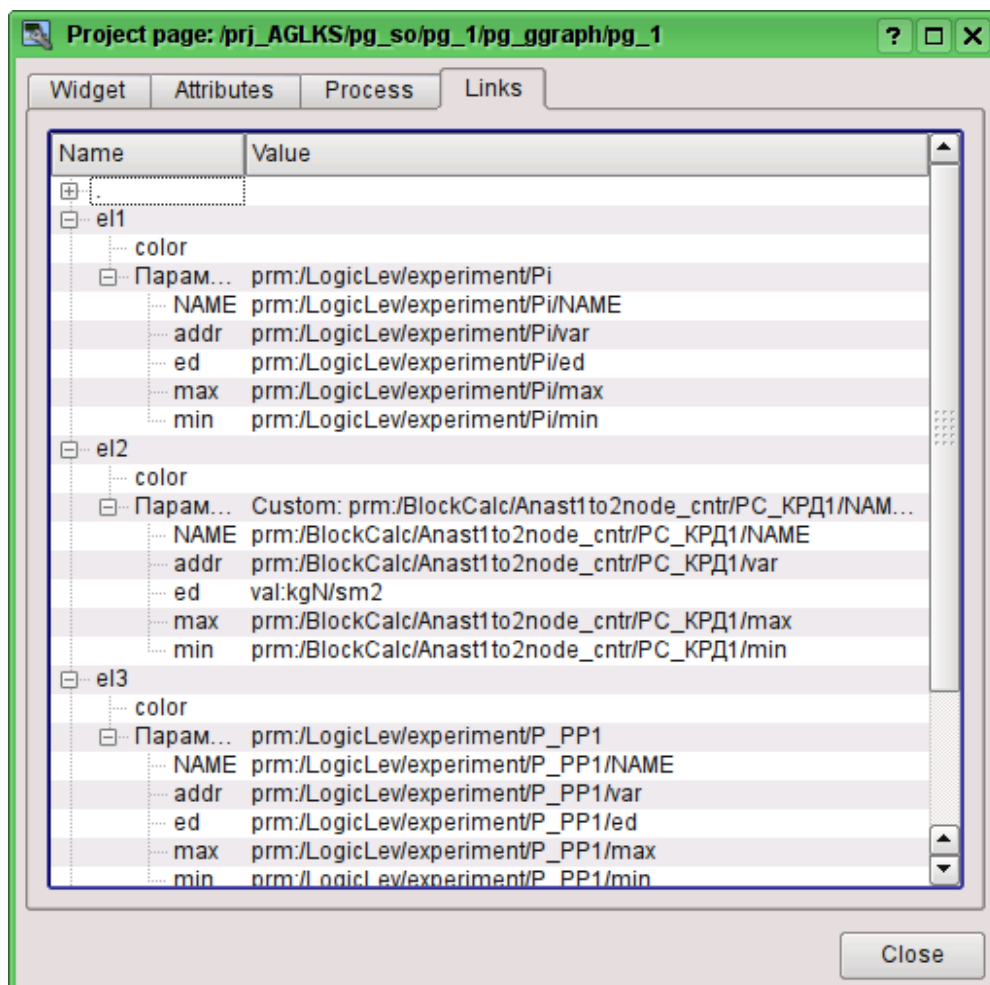 Project page: /prj_AGLKS/pg_so/pg_1/pg_ggraph/pg_1
Widget Attributes Process Links
Name Value
.
el1
color
Парам... prm:/LogicLev/experiment/Pi
NAME prm:/LogicLev/experiment/Pi/NAME
addr prm:/LogicLev/experiment/Pi/var
ed prm:/LogicLev/experiment/Pi/ed
max prm:/LogicLev/experiment/Pi/max
min prm:/LogicLev/experiment/Pi/min
el2
color
Парам... Custom: prm:/BlockCalc/Anast1to2node_cntr/PC_КРД1/NAM...
NAME prm:/BlockCalc/Anast1to2node_cntr/PC_КРД1/NAME
addr prm:/BlockCalc/Anast1to2node_cntr/PC_КРД1/var
ed val:kgN/sm2
max prm:/BlockCalc/Anast1to2node_cntr/PC_КРД1/max
min prm:/BlockCalc/Anast1to2node_cntr/PC_КРД1/min
el3
color
Парам... prm:/LogicLev/experiment/P_PP1
NAME prm:/LogicLev/experiment/P_PP1/NAME
addr prm:/LogicLev/experiment/P_PP1/var
ed prm:/LogicLev/experiment/P_PP1/ed
max prm:/LogicLev/experiment/P_PP1/max
min prm:/LogicLev/experiment/P_PP1/min
Close